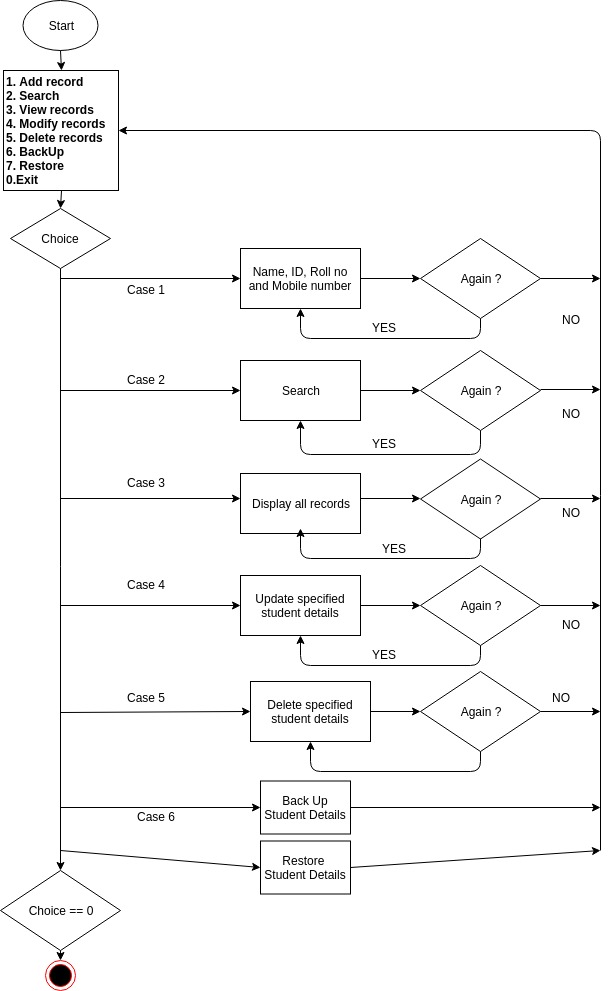 Start
1. Add record
2. Search
3. View records
4. Modify records
5. Delete records
6. BackUp
7. Restore
0.Exit
Choice
Case 1
Name, ID, Roll no
and Mobile number
Again ?
YES
NO
Case 2
Search
Again ?
YES
NO
Case 3
Display all records
Again ?
YES
NO
Case 4
Update specified
student details
Again ?
YES
NO
Case 5
Delete specified
student details
Again ?
NO
Case 6
Back Up
Student Details
Restore
Student Details
Choice == 0